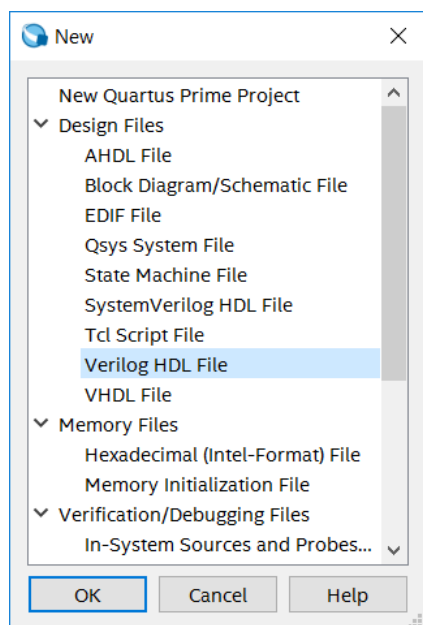 New
New Quartus Prime Project
Design Files
AHDL File
Block Diagram/Schematic File
EDIF File
Qsys System File
State Machine File
SystemVerilog HDL File
Tcl Script File
Verilog HDL File
VHDL File
Memory Files
Hexadecimal (Intel-Format) File
Memory Initialization File
Verification/Debugging Files
In-System Sources and Probes...
OK Cancel Help